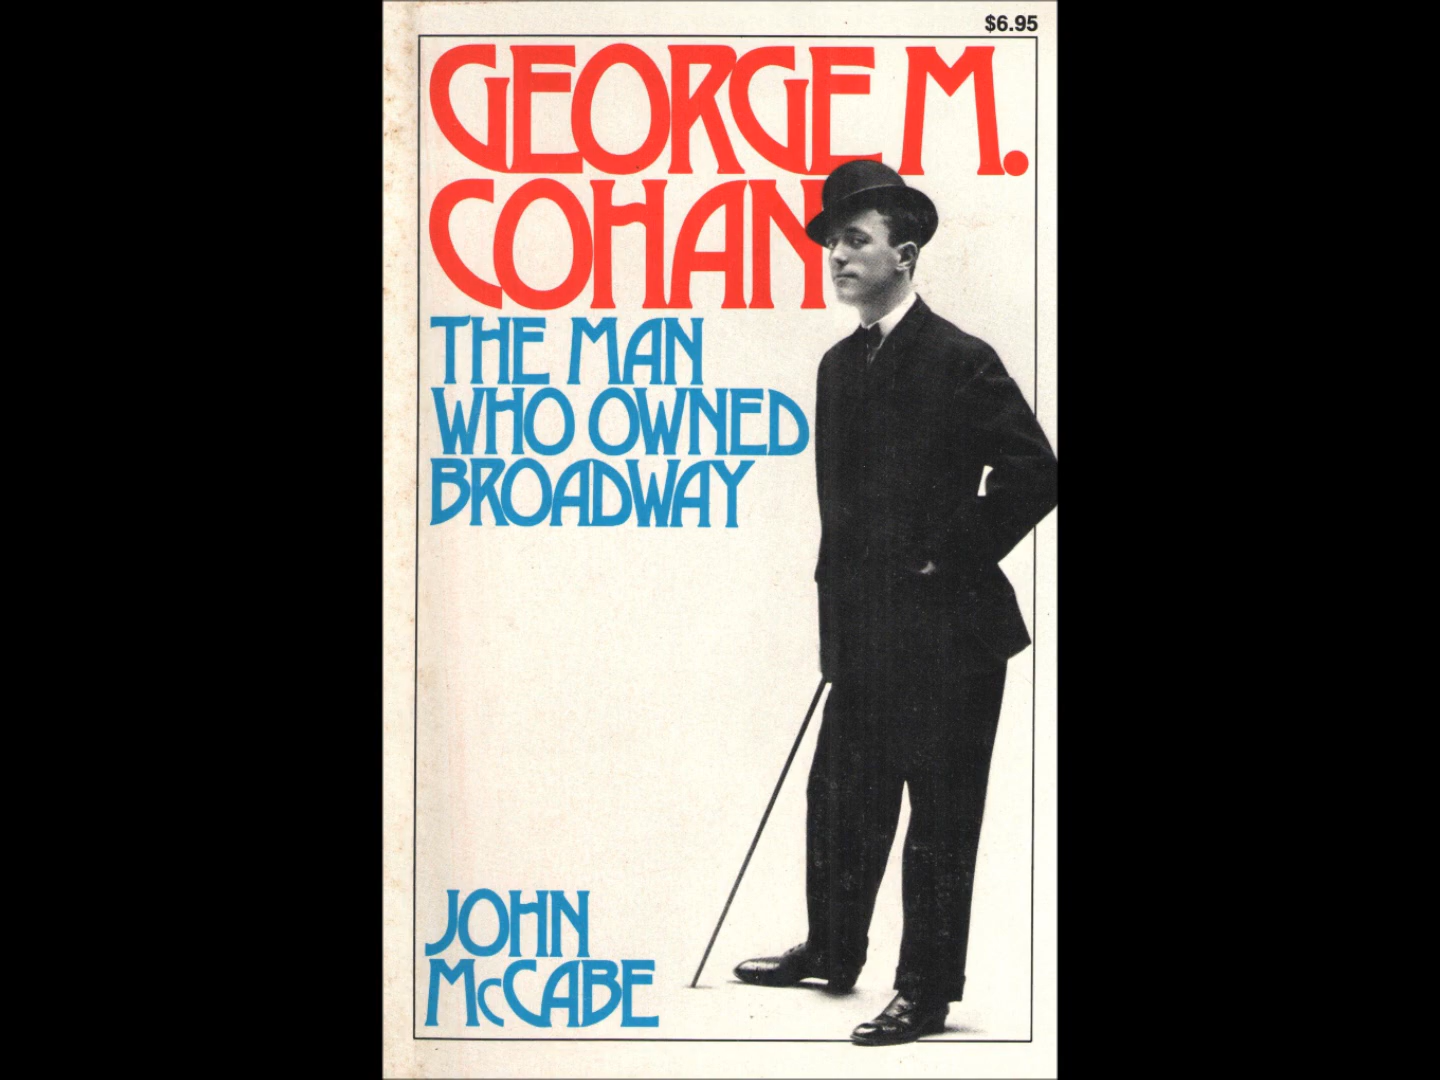 $6.95
GEORGE M.
COHAN
THE MAN
WHO OWNED
BROADWAY
JOHN
McCABE